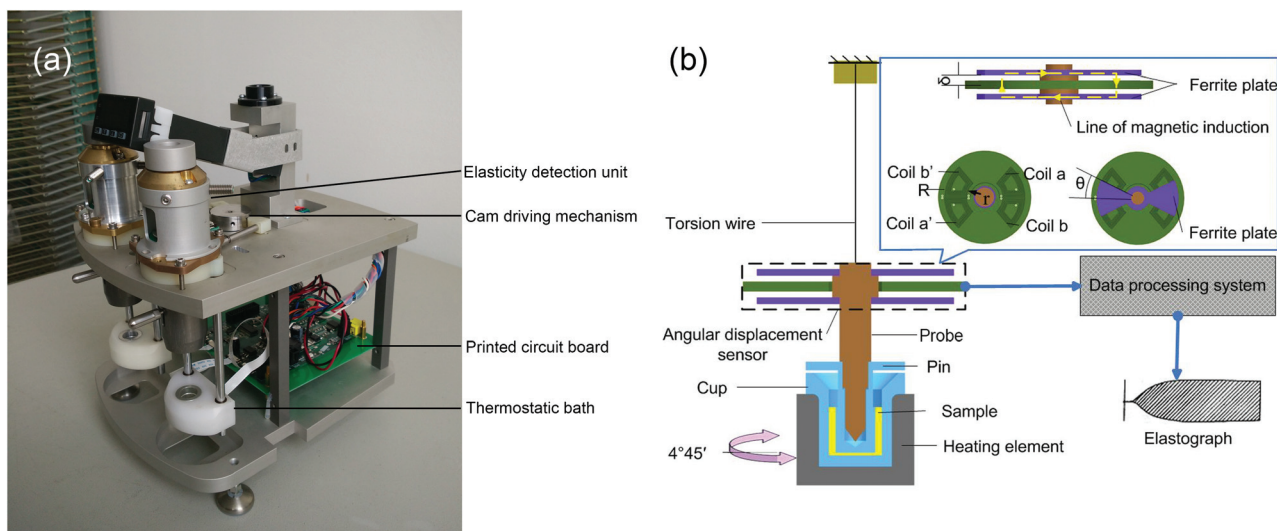 (a)
Elasticity detection unit
Cam driving mechanism
Printed circuit board
Thermostatic bath
(b)
δ
Ferrite plate
Line of magnetic induction
Coil b’
Coil a
R
r
θ
Coil a’
Coil b
Ferrite plate
Torsion wire
Data processing system
Angular displacement
sensor
Probe
Pin
Cup
Sample
Heating element
4°45′
Elastograph